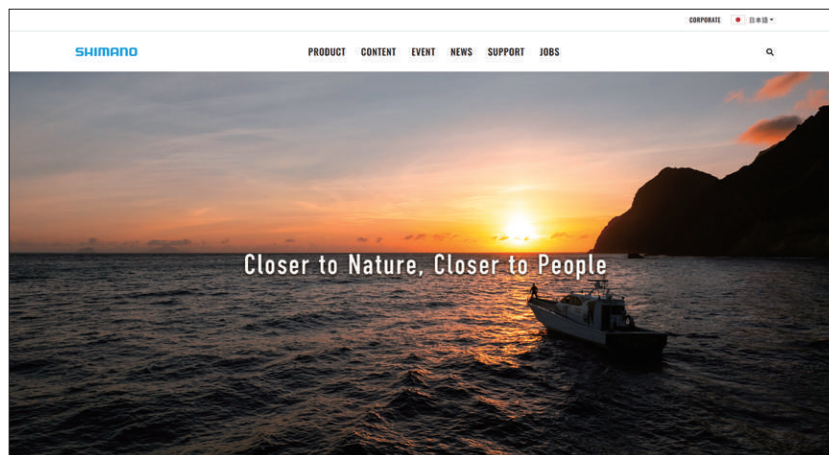 CORPORATE 日本語
SHIMANO
PRODUCT CONTENT EVENT NEWS SUPPORT JOBS
Closer to Nature, Closer to People